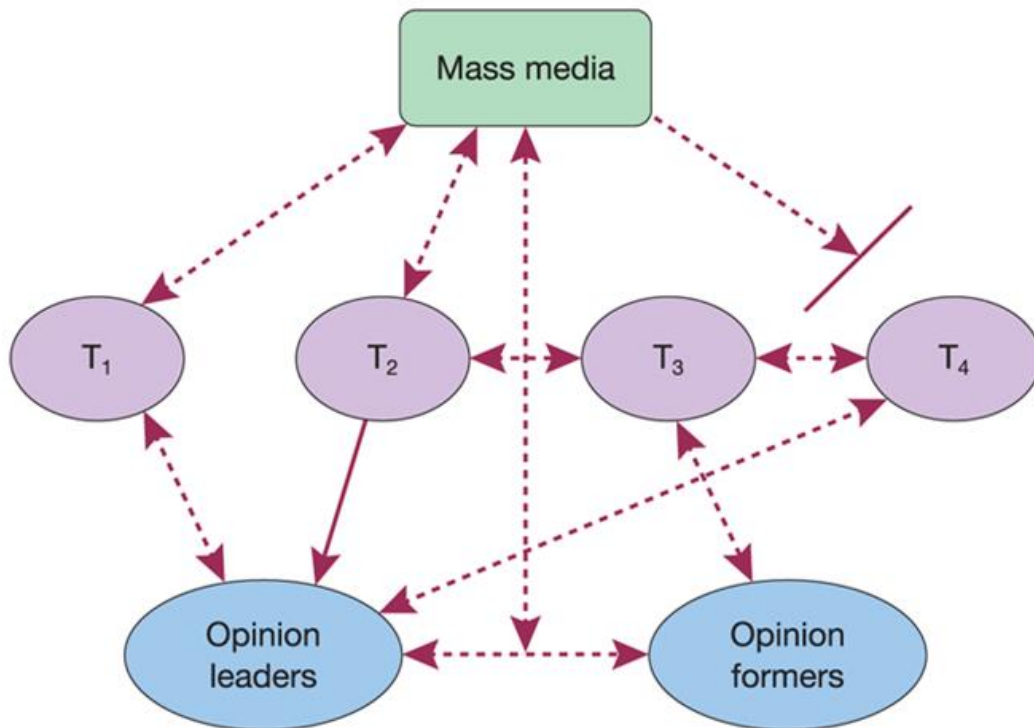 Mass media
T₁
T₂
T₃
T₄
Opinion
leaders
Opinion
formers